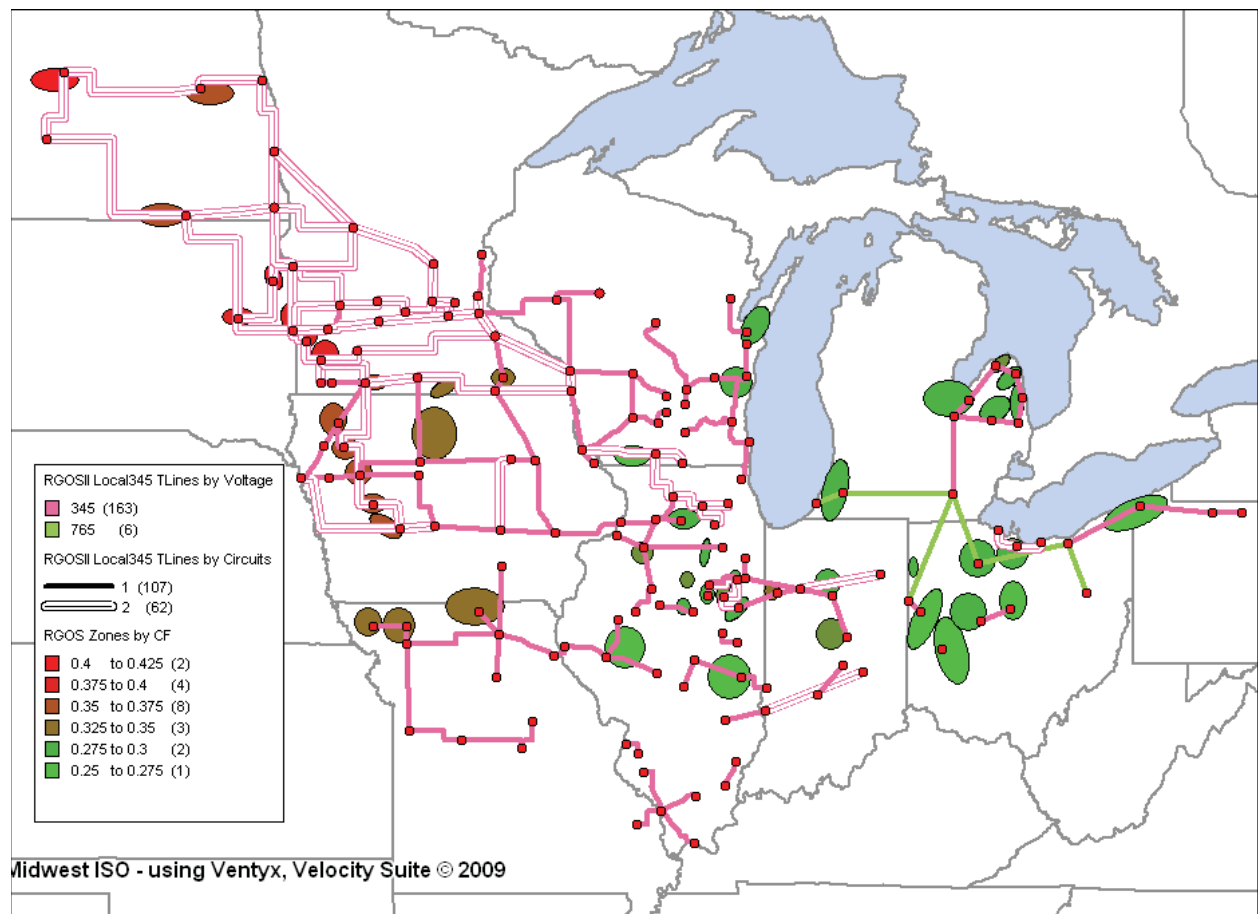 RGOSII Local345 TLines by Voltage
345 (163)
765 (6)
RGOSII Local345 TLines by Circuits
1 (107)
2 (62)
RGOS Zones by CF
0.4 to 0.425 (2)
0.375 to 0.4 (4)
0.35 to 0.375 (8)
0.325 to 0.35 (3)
0.275 to 0.3 (2)
0.25 to 0.275 (1)
Midwest ISO - using Ventyx, Velocity Suite © 2009